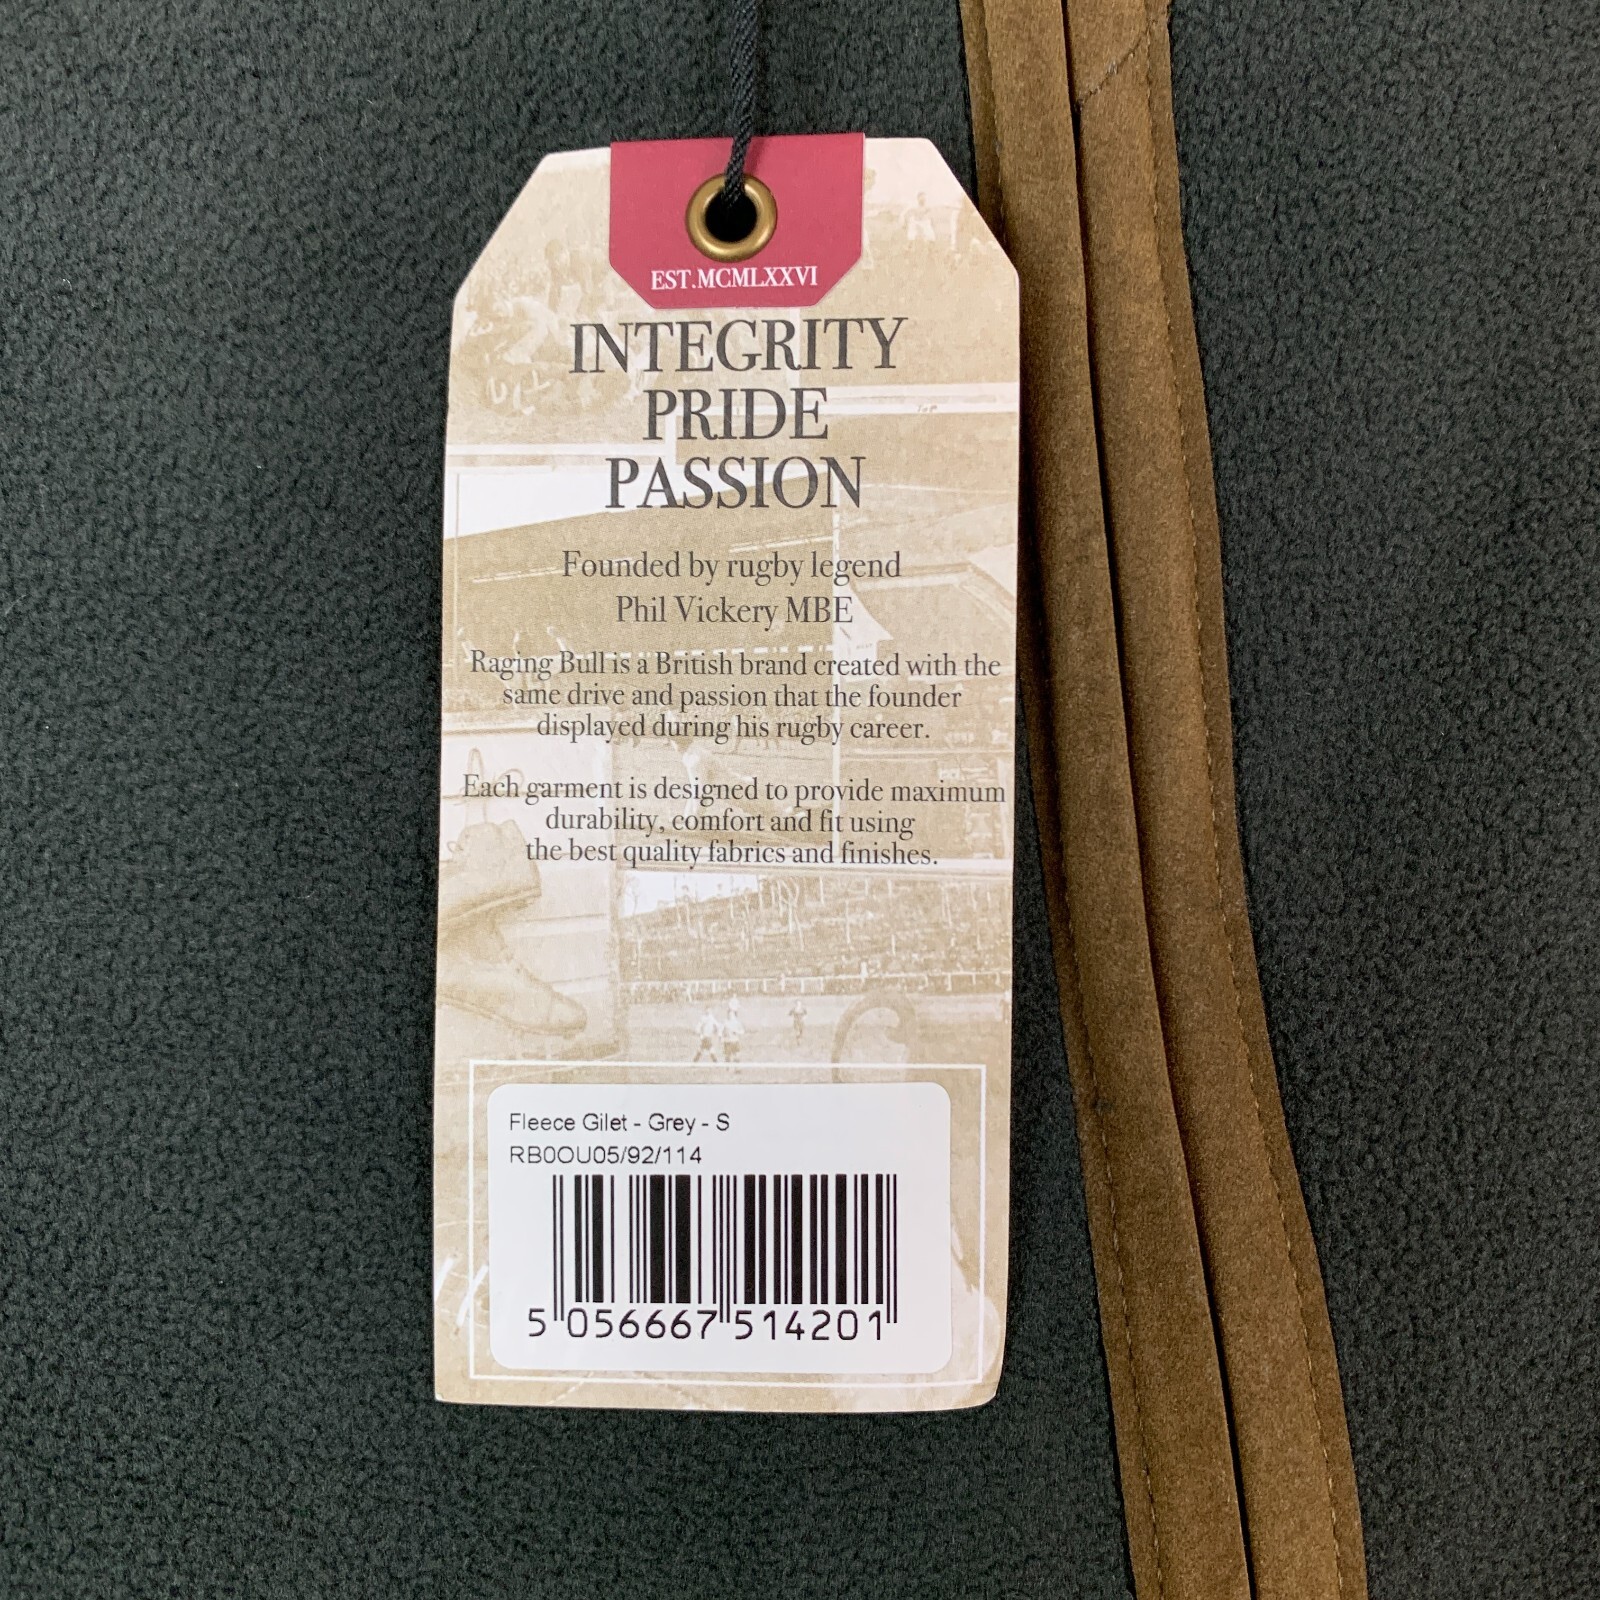 EST.MCMLXXVI
INTEGRITY
PRIDE
PASSION
Founded by rugby legend
Phil Vickery MBE
Raging Bull is a British brand created with the
same drive and passion that the founder
displayed during his rugby career.
Each garment is designed to provide maximum
durability, comfort and fit using
the best quality fabrics and finishes.
Fleece Gilet - Grey - S
RB0OU05/92/114
5 056667 514201